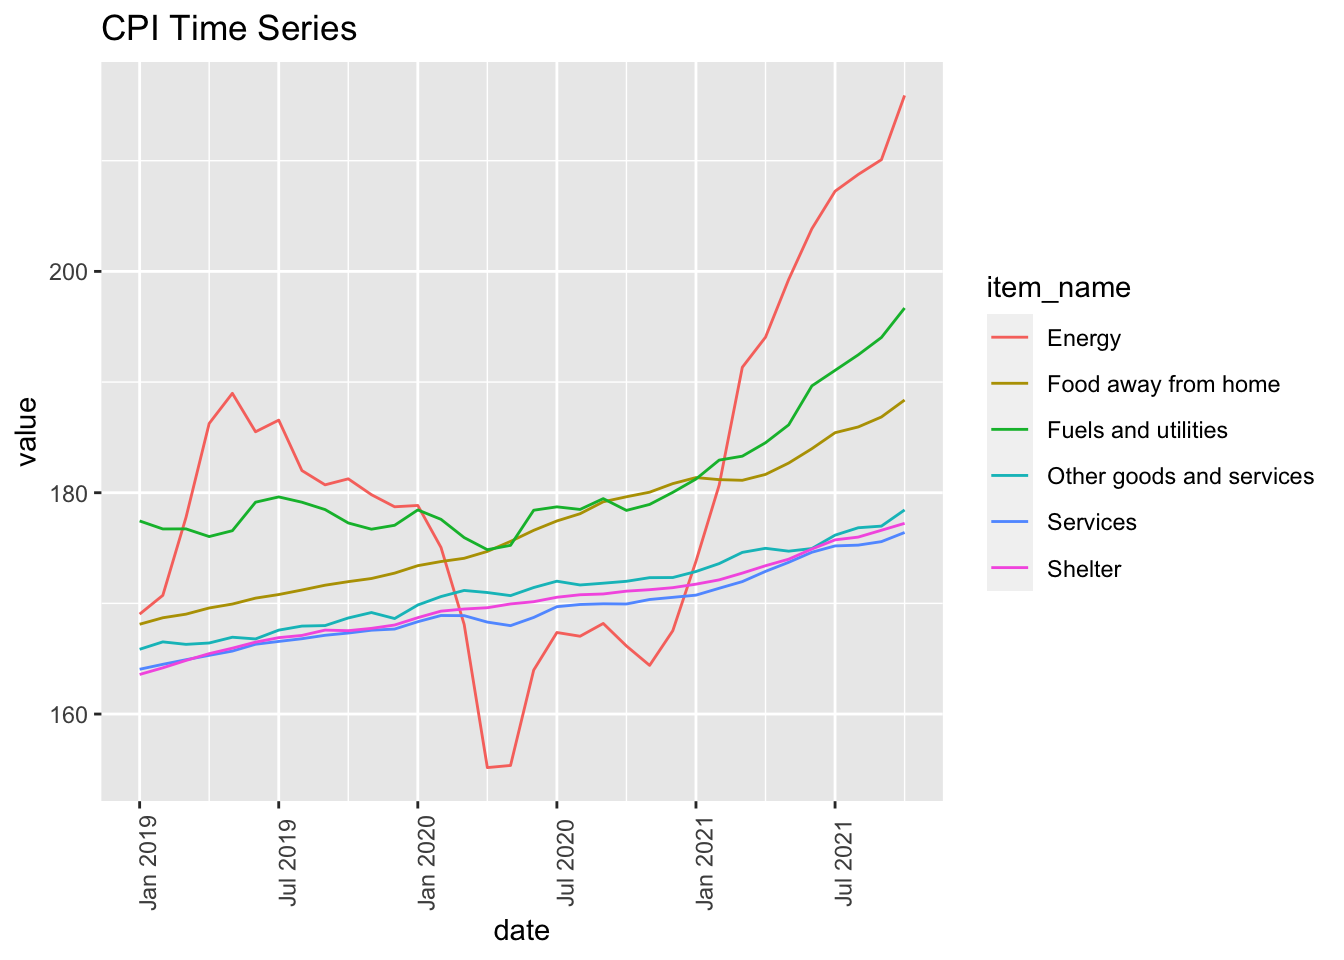 CPI Time Series
value
200
180
160
Jan 2019
Jul 2019
Jan 2020
Jul 2020
Jan 2021
Jul 2021
date
item_name
Energy
Food away from home
Fuels and utilities
Other goods and services
Services
Shelter